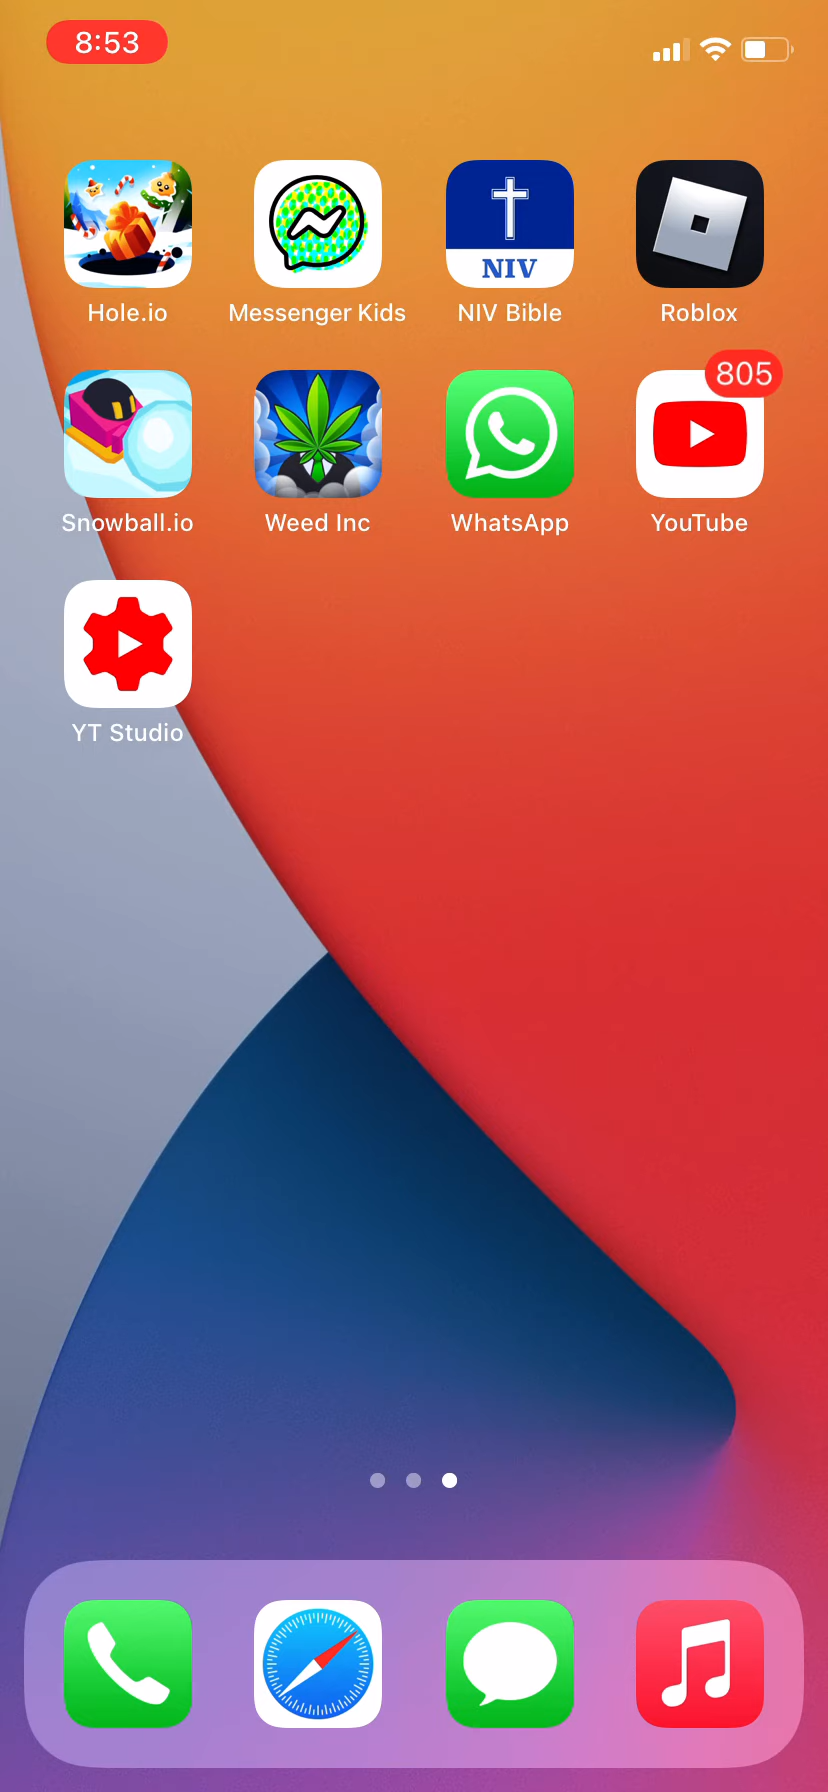 8:53
NIV
Hole.io Messenger Kids NIV Bible Roblox
805
Snowball.io Weed Inc WhatsApp YouTube
YT Studio